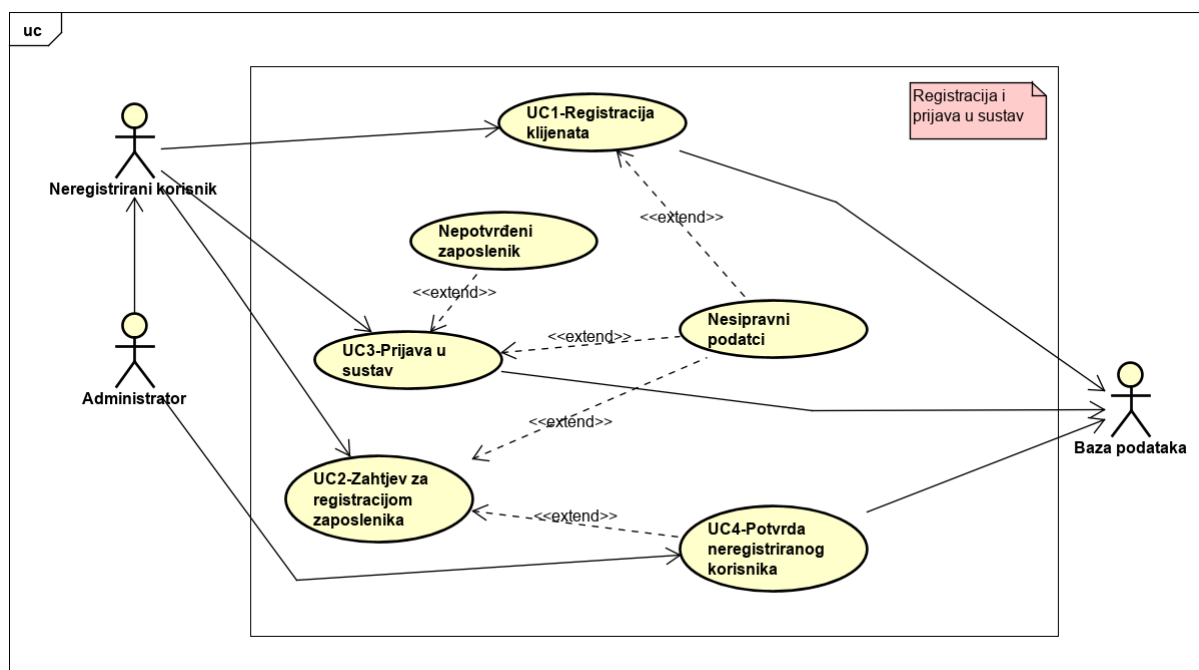 uc
Registracija i
prijava u sustav
UC1-Registracija
klijenata
Neregistrirani korisnik
<<extend>>
Nepotvrđeni
zaposlenik
<<extend>>
Nesipravni
podatci
<<extend>>
UC3-Prijava u
sustav
Administrator
<<extend>>
Baza podataka
UC2-Zahtjev za
registracijom
zaposlenika
<<extend>>
UC4-Potvrda
neregistriranog
korisnika